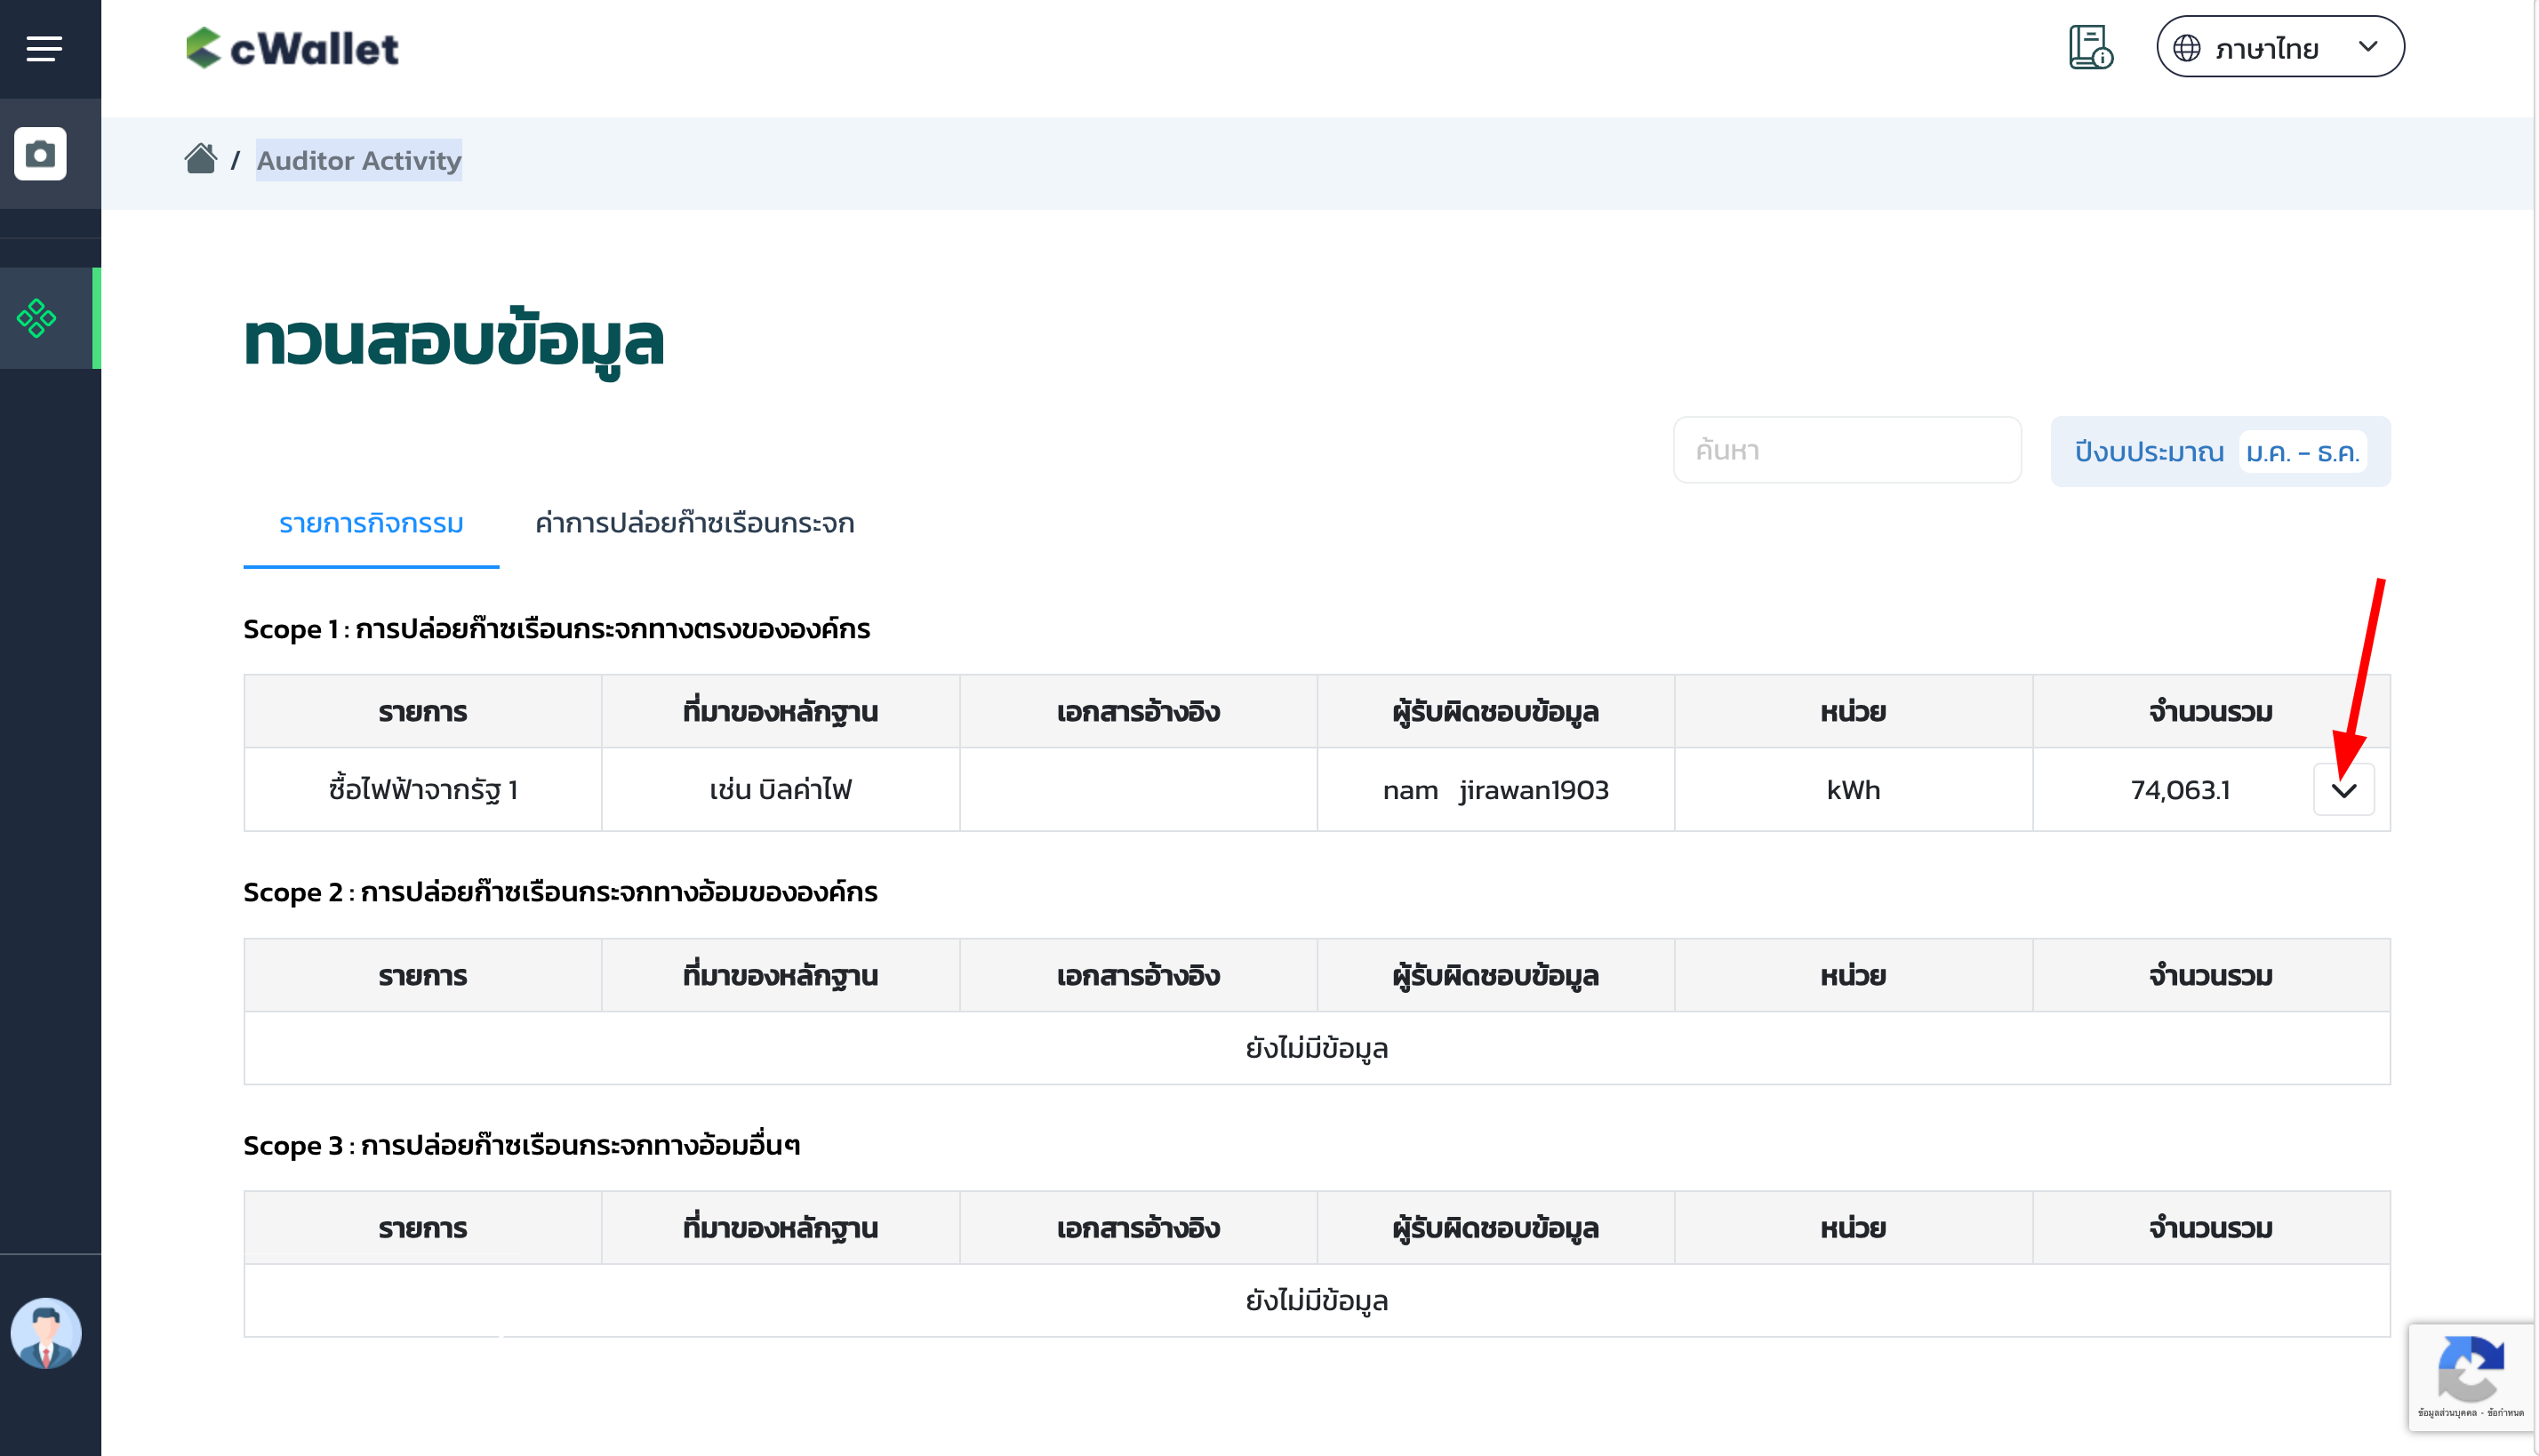 cWallet
ภาษาไทย
/ Auditor Activity
ทวนสอบข้อมูล
ค้นหา
ปีงบประมาณ ม.ค. - ธ.ค.
รายการกิจกรรม ค่าการปล่อยก๊าซเรือนกระจก
Scope 1 : การปล่อยก๊าซเรือนกระจกทางตรงขององค์กร
รายการ ที่มาของหลักฐาน เอกสารอ้างอิง ผู้รับผิดชอบข้อมูล หน่วย จำนวนรวม
ซื้อไฟฟ้าจากรัฐ 1 เช่น บิลค่าไฟ nam jirawan1903 kWh 74,063.1
Scope 2 : การปล่อยก๊าซเรือนกระจกทางอ้อมขององค์กร
รายการ ที่มาของหลักฐาน เอกสารอ้างอิง ผู้รับผิดชอบข้อมูล หน่วย จำนวนรวม
ยังไม่มีข้อมูล
Scope 3 : การปล่อยก๊าซเรือนกระจกทางอ้อมอื่นๆ
รายการ ที่มาของหลักฐาน เอกสารอ้างอิง ผู้รับผิดชอบข้อมูล หน่วย จำนวนรวม
ยังไม่มีข้อมูล
ข้อมูลส่วนบุคคล - ข้อกำหนด